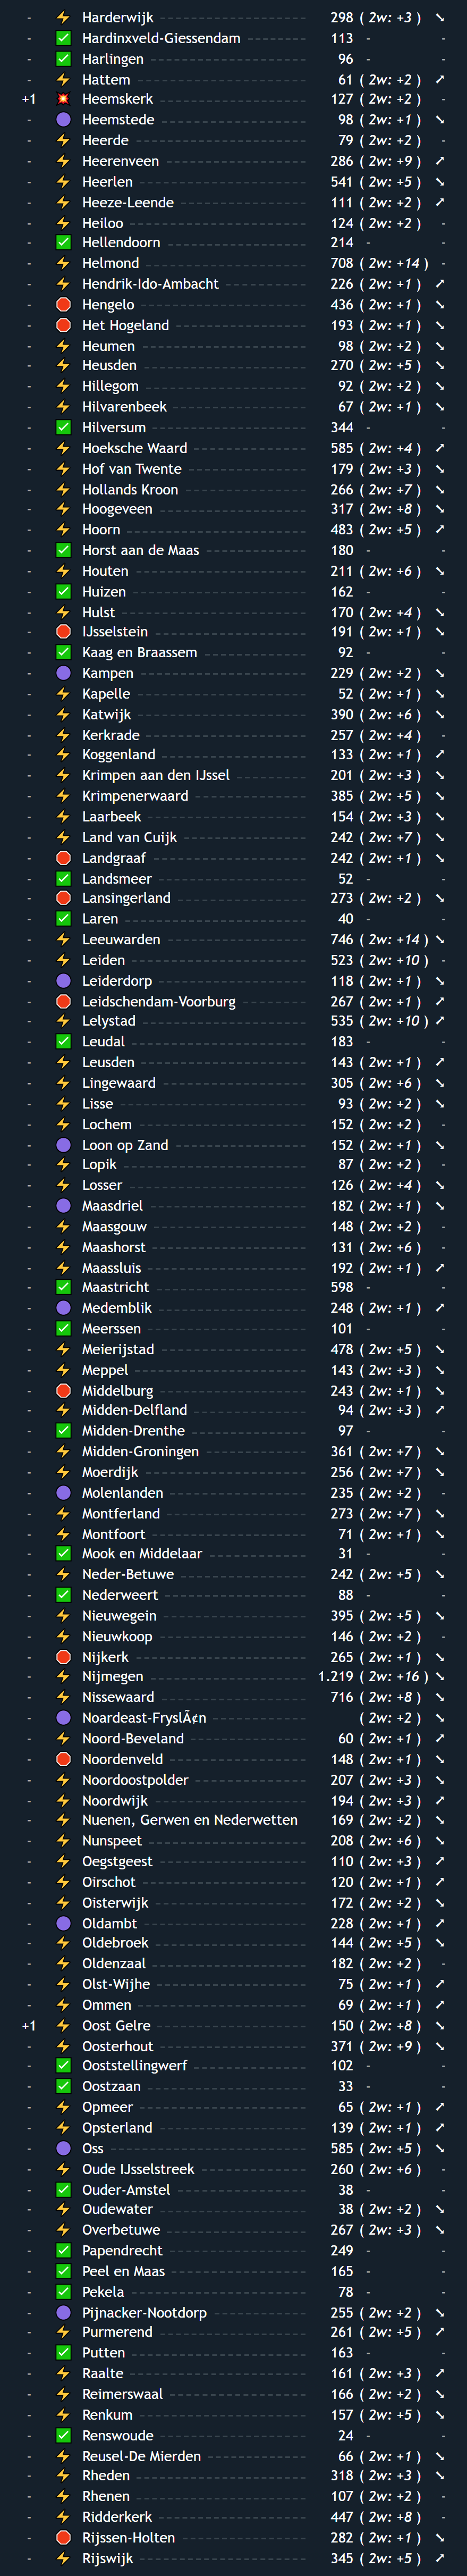 - Harderwijk 298 ( 2w: +3 ) ➘
- Hardinxveld-Giessendam 113 - -
- Harlingen 96 - -
- Hattem 61 ( 2w: +2 ) ➚
+1 Heemskerk 127 ( 2w: +2 ) -
- Heemstede 98 ( 2w: +1 ) ➘
- Heerde 79 ( 2w: +2 ) -
- Heerenveen 286 ( 2w: +9 ) ➚
- Heerlen 541 ( 2w: +5 ) ➘
- Heeze-Leende 111 ( 2w: +2 ) ➚
- Heiloo 124 ( 2w: +2 ) -
- Hellendoorn 214 - -
- Helmond 708 ( 2w: +14 ) -
- Hendrik-Ido-Ambacht 226 ( 2w: +1 ) ➚
- Hengelo 436 ( 2w: +1 ) ➘
- Het Hogeland 193 ( 2w: +1 ) ➘
- Heumen 98 ( 2w: +2 ) ➘
- Heusden 270 ( 2w: +5 ) ➘
- Hillegom 92 ( 2w: +2 ) ➘
- Hilvarenbeek 67 ( 2w: +1 ) ➘
- Hilversum 344 - -
- Hoeksche Waard 585 ( 2w: +4 ) ➚
- Hof van Twente 179 ( 2w: +3 ) ➘
- Hollands Kroon 266 ( 2w: +7 ) ➘
- Hoogeveen 317 ( 2w: +8 ) ➘
- Hoorn 483 ( 2w: +5 ) ➚
- Horst aan de Maas 180 - -
- Houten 211 ( 2w: +6 ) ➘
- Huizen 162 - -
- Hulst 170 ( 2w: +4 ) ➘
- IJsselstein 191 ( 2w: +1 ) ➘
- Kaag en Braassem 92 - -
- Kampen 229 ( 2w: +2 ) ➘
- Kapelle 52 ( 2w: +1 ) ➘
- Katwijk 390 ( 2w: +6 ) ➘
- Kerkrade 257 ( 2w: +4 ) -
- Koggenland 133 ( 2w: +1 ) ➚
- Krimpen aan den IJssel 201 ( 2w: +3 ) ➘
- Krimpenerwaard 385 ( 2w: +5 ) ➘
- Laarbeek 154 ( 2w: +3 ) ➘
- Land van Cuijk 242 ( 2w: +7 ) ➘
- Landgraaf 242 ( 2w: +1 ) ➘
- Landsmeer 52 - -
- Lansingerland 273 ( 2w: +2 ) ➘
- Laren 40 - -
- Leeuwarden 746 ( 2w: +14 ) ➘
- Leiden 523 ( 2w: +10 ) -
- Leiderdorp 118 ( 2w: +1 ) ➘
- Leidschendam-Voorburg 267 ( 2w: +1 ) ➚
- Lelystad 535 ( 2w: +10 ) ➚
- Leudal 183 - -
- Leusden 143 ( 2w: +1 ) ➚
- Lingewaard 305 ( 2w: +6 ) ➘
- Lisse 93 ( 2w: +2 ) ➘
- Lochem 152 ( 2w: +2 ) -
- Loon op Zand 152 ( 2w: +1 ) ➘
- Lopik 87 ( 2w: +2 ) -
- Losser 126 ( 2w: +4 ) ➘
- Maasdriel 182 ( 2w: +1 ) ➘
- Maasgouw 148 ( 2w: +2 ) -
- Maashorst 131 ( 2w: +6 ) -
- Maassluis 192 ( 2w: +1 ) ➚
- Maastricht 598 - -
- Medemblik 248 ( 2w: +1 ) ➚
- Meerssen 101 - -
- Meierijstad 478 ( 2w: +5 ) ➘
- Meppel 143 ( 2w: +3 ) ➘
- Middelburg 243 ( 2w: +1 ) ➘
- Midden-Delfland 94 ( 2w: +3 ) ➚
- Midden-Drenthe 97 - -
- Midden-Groningen 361 ( 2w: +7 ) ➘
- Moerdijk 256 ( 2w: +7 ) ➘
- Molenlanden 235 ( 2w: +2 ) -
- Montferland 273 ( 2w: +7 ) ➘
- Montfoort 71 ( 2w: +1 ) ➘
- Mook en Middelaar 31 - -
- Neder-Betuwe 242 ( 2w: +5 ) ➘
- Nederweert 88 - -
- Nieuwegein 395 ( 2w: +5 ) ➘
- Nieuwkoop 146 ( 2w: +2 ) -
- Nijkerk 265 ( 2w: +1 ) ➘
- Nijmegen 1.219 ( 2w: +16 ) ➘
- Nissewaard 716 ( 2w: +8 ) ➘
- Noardeast-FryslÃ¢n ( 2w: +2 ) ➘
- Noord-Beveland 60 ( 2w: +1 ) ➚
- Noordenveld 148 ( 2w: +1 ) ➘
- Noordoostpolder 207 ( 2w: +3 ) ➘
- Noordwijk 194 ( 2w: +3 ) ➚
- Nuenen, Gerwen en Nederwetten 169 ( 2w: +2 ) ➘
- Nunspeet 208 ( 2w: +6 ) ➘
- Oegstgeest 110 ( 2w: +3 ) ➚
- Oirschot 120 ( 2w: +1 ) ➚
- Oisterwijk 172 ( 2w: +2 ) ➘
- Oldambt 228 ( 2w: +1 ) ➚
- Oldebroek 144 ( 2w: +5 ) ➘
- Oldenzaal 182 ( 2w: +2 ) -
- Olst-Wijhe 75 ( 2w: +1 ) ➚
- Ommen 69 ( 2w: +1 ) ➚
+1 Oost Gelre 150 ( 2w: +8 ) ➘
- Oosterhout 371 ( 2w: +9 ) ➘
- Ooststellingwerf 102 - -
- Oostzaan 33 - -
- Opmeer 65 ( 2w: +1 ) ➚
- Opsterland 139 ( 2w: +1 ) ➚
- Oss 585 ( 2w: +5 ) ➘
- Oude IJsselstreek 260 ( 2w: +6 ) -
- Ouder-Amstel 38 - -
- Oudewater 38 ( 2w: +2 ) ➘
- Overbetuwe 267 ( 2w: +3 ) ➘
- Papendrecht 249 - -
- Peel en Maas 165 - -
- Pekela 78 - -
- Pijnacker-Nootdorp 255 ( 2w: +2 ) ➘
- Purmerend 261 ( 2w: +5 ) ➚
- Putten 163 - -
- Raalte 161 ( 2w: +3 ) ➚
- Reimerswaal 166 ( 2w: +2 ) ➘
- Renkum 157 ( 2w: +5 ) ➘
- Renswoude 24 - -
- Reusel-De Mierden 66 ( 2w: +1 ) ➘
- Rheden 318 ( 2w: +3 ) ➘
- Rhenen 107 ( 2w: +2 ) -
- Ridderkerk 447 ( 2w: +8 ) -
- Rijssen-Holten 282 ( 2w: +1 ) ➘
- Rijswijk 345 ( 2w: +5 ) ➚